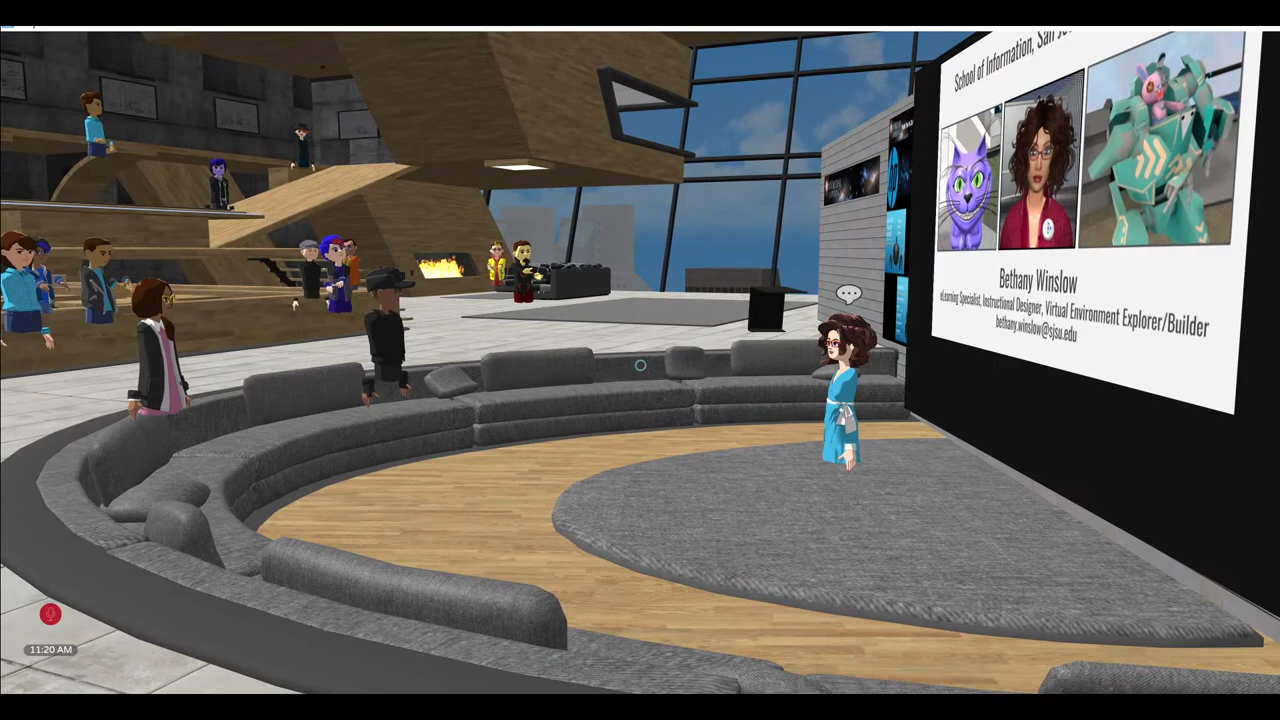 School of Information, San
Bethany Winslow
eLearning Specialist, Instructional Designer, Virtual Environment Explorer/Builder
bethany.winslow@sjsu.edu
11:20 AM